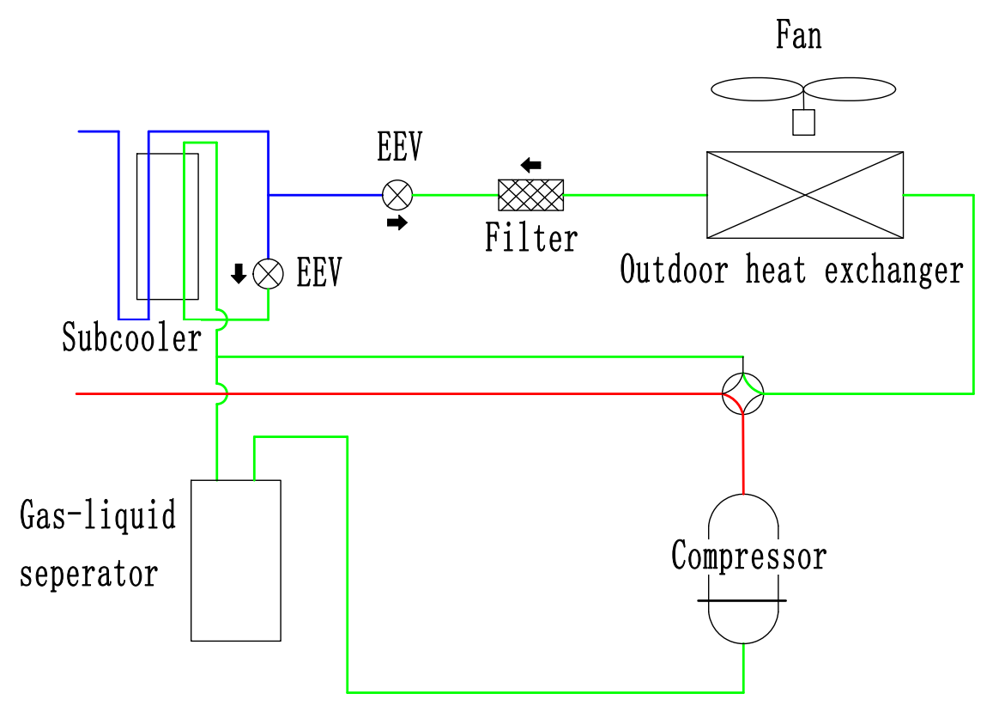 Fan
EEV
Filter
Outdoor heat exchanger
EEV
Subcooler
Gas-liquid
seperator
Compressor